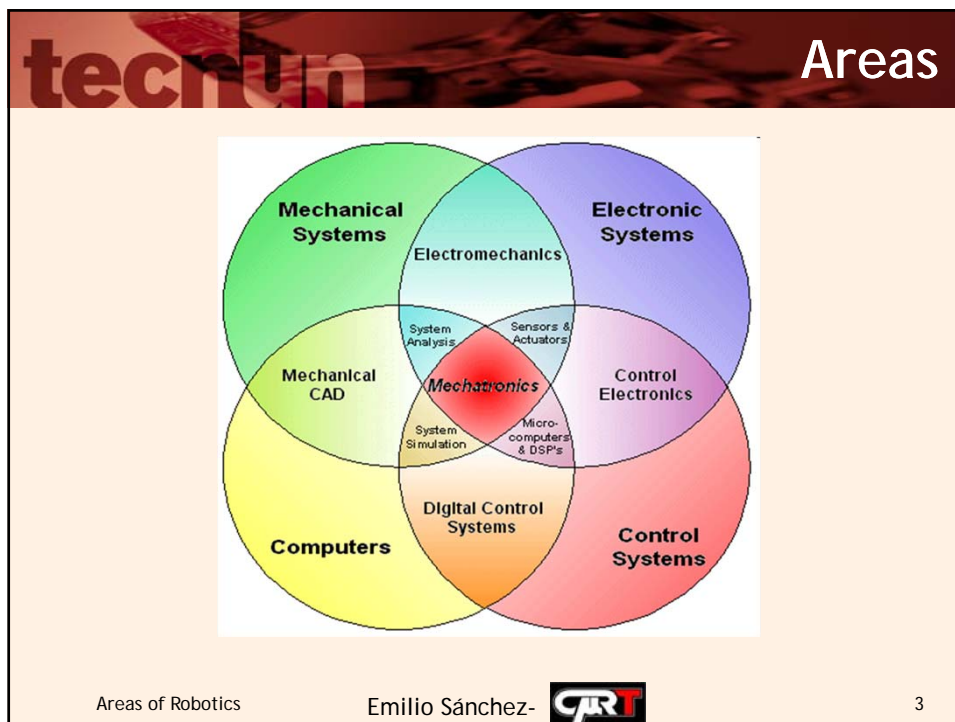 tecnun
Areas
Mechanical
Systems
Electronic
Systems
Electromechanics
System
Analysis
Sensors &
Actuators
Mechanical
CAD
Mechatronics
Control
Electronics
System
Simulation
Micro-
computers
& DSP's
Digital Control
Systems
Computers
Control
Systems
Areas of Robotics
Emilio Sánchez-
CμRT
3